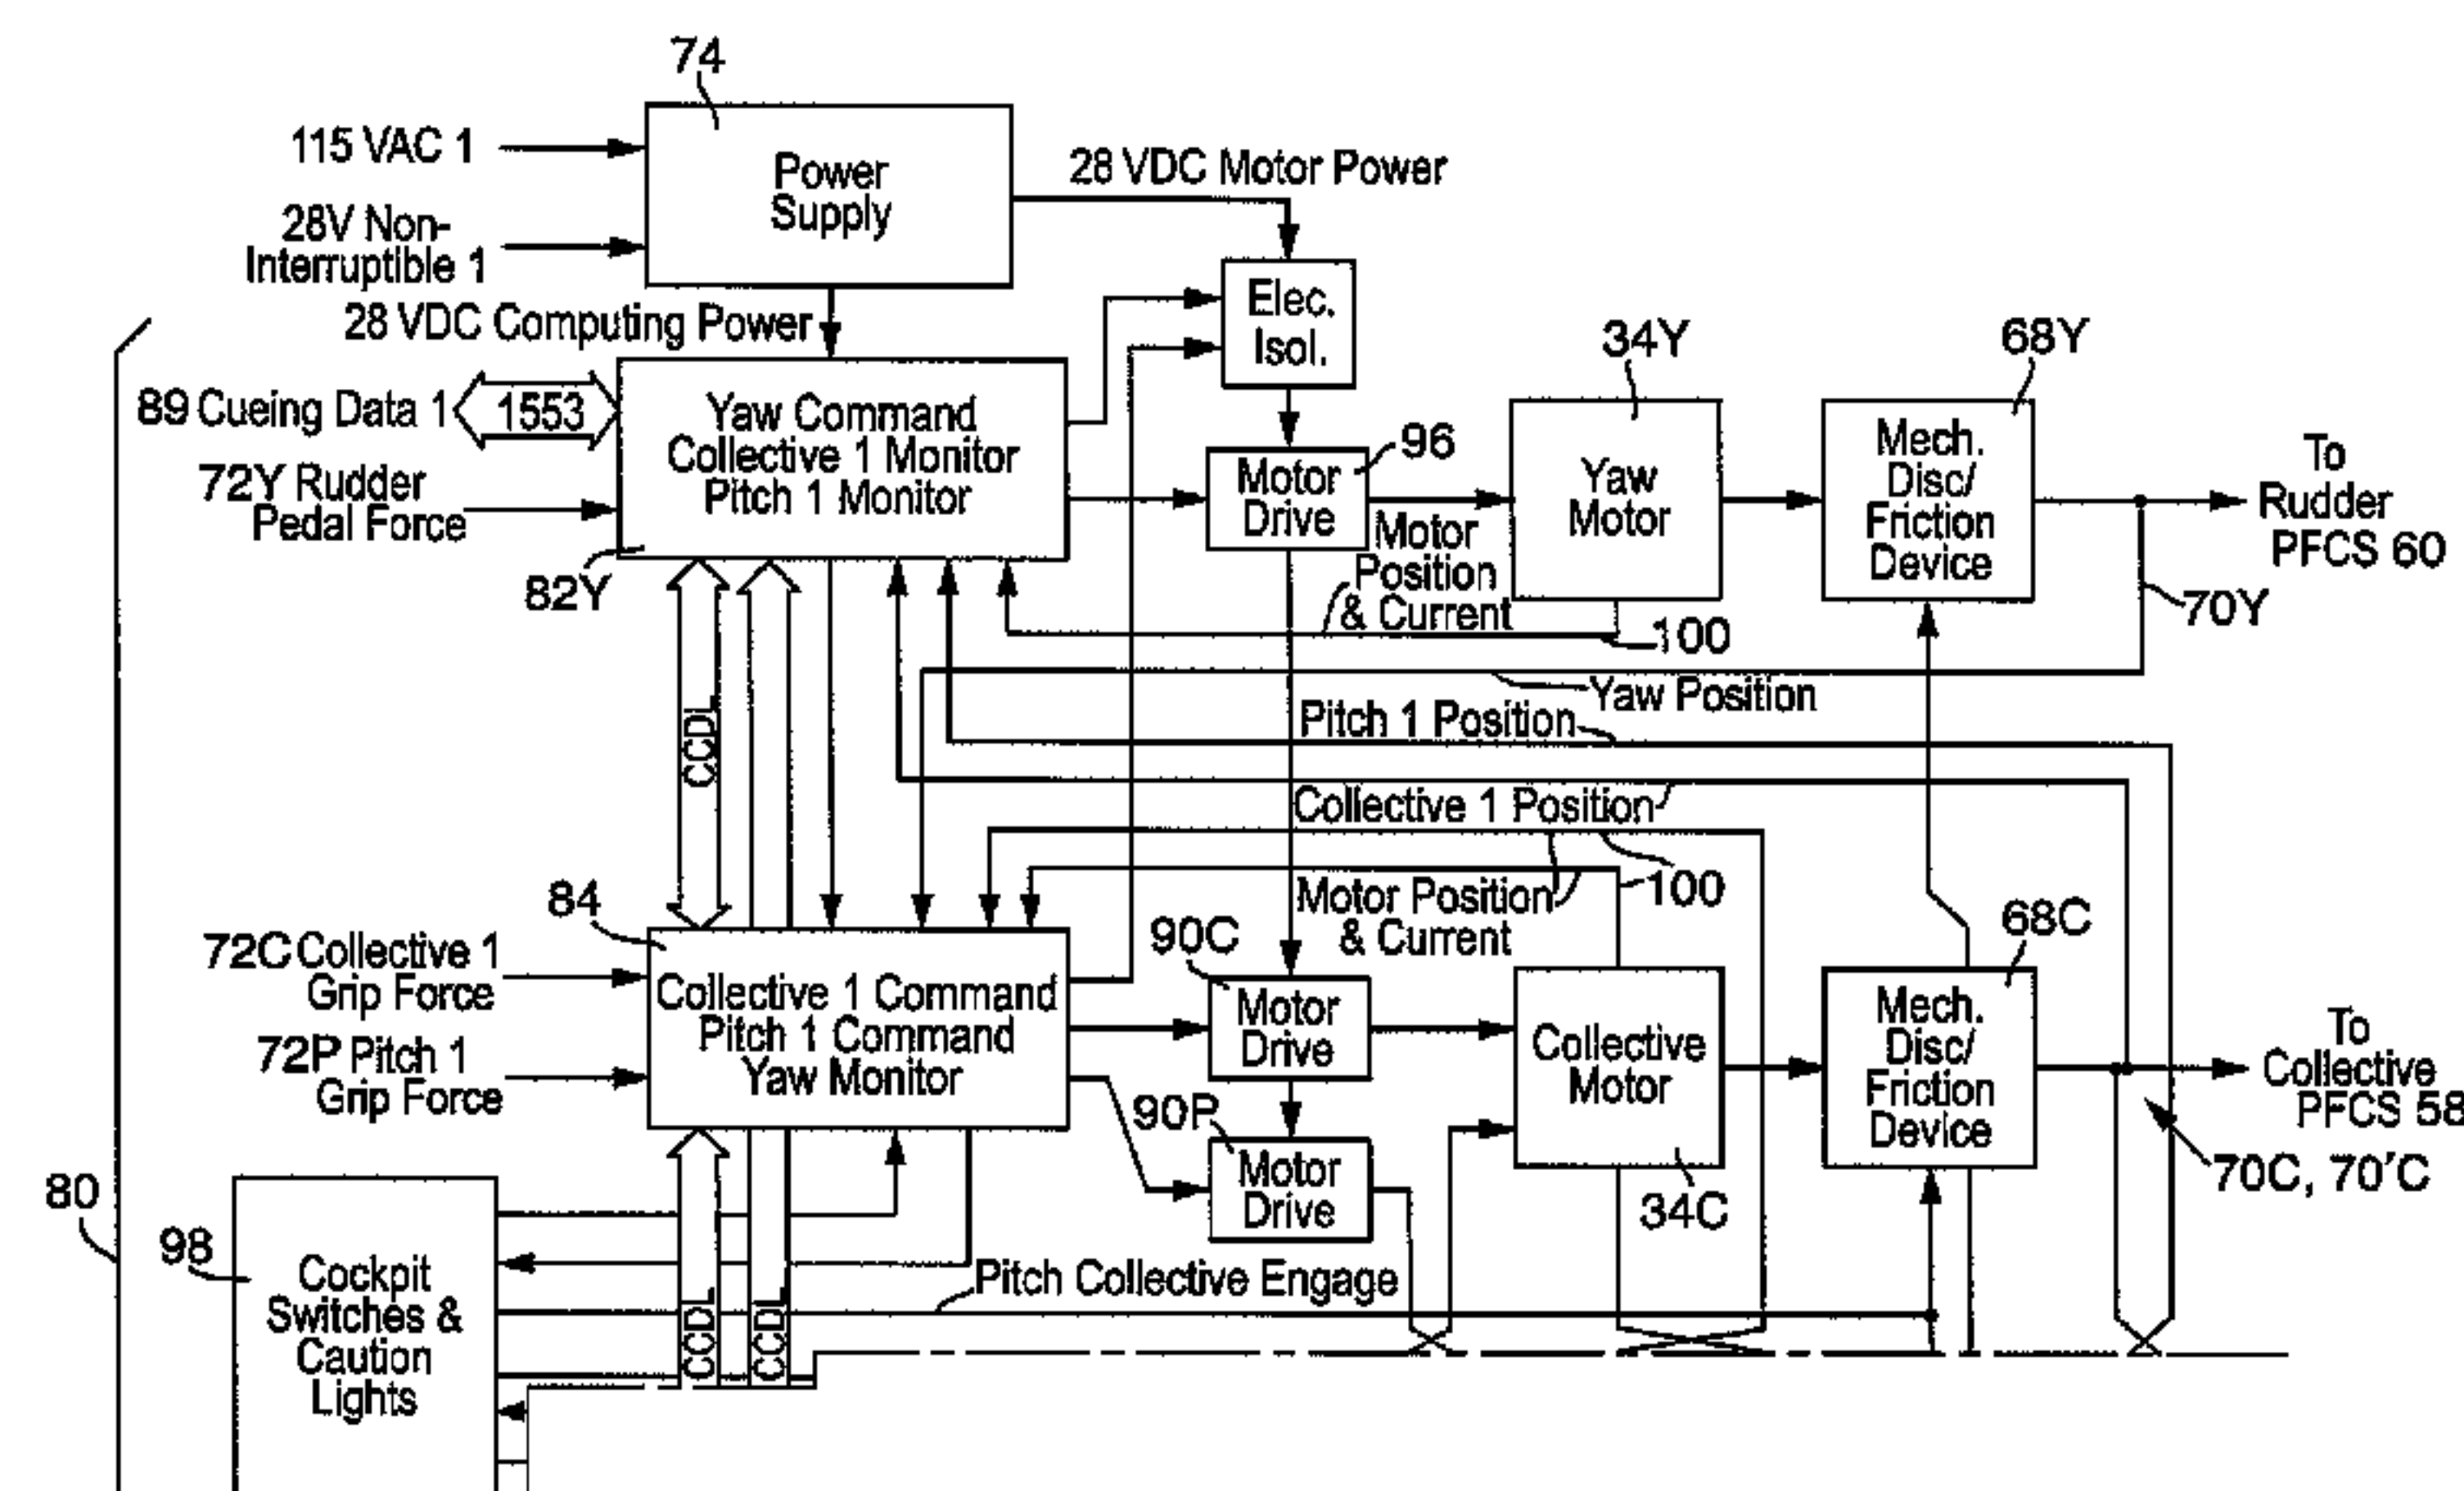 74
115 VAC 1
Power
Supply
28 VDC Motor Power
28V Non-
Interruptible 1
28 VDC Computing Power
Elec.
Isol.
34Y
68Y
89 Cueing Data 1
1553
Yaw Command
Collective 1 Monitor
Pitch 1 Monitor
Motor
Drive
96
Yaw
Motor
Mech.
Disc/
Friction
Device
To
Rudder
PFCS 60
72Y Rudder
Pedal Force
82Y
Motor
Position
& Current
100
70Y
Yaw Position
Pitch 1 Position
CCDL
Collective 1 Position
84
Motor Position
& Current
100
90C
68C
72C Collective 1
Grip Force
72P Pitch 1
Grip Force
Collective 1 Command
Pitch 1 Command
Yaw Monitor
Motor
Drive
Collective
Motor
Mech.
Disc/
Friction
Device
To
Collective
PFCS 58
90P
Motor
Drive
34C
70C, 70'C
80
98
Cockpit
Switches &
Caution
Lights
Pitch Collective Engage
CCDL
CCDL